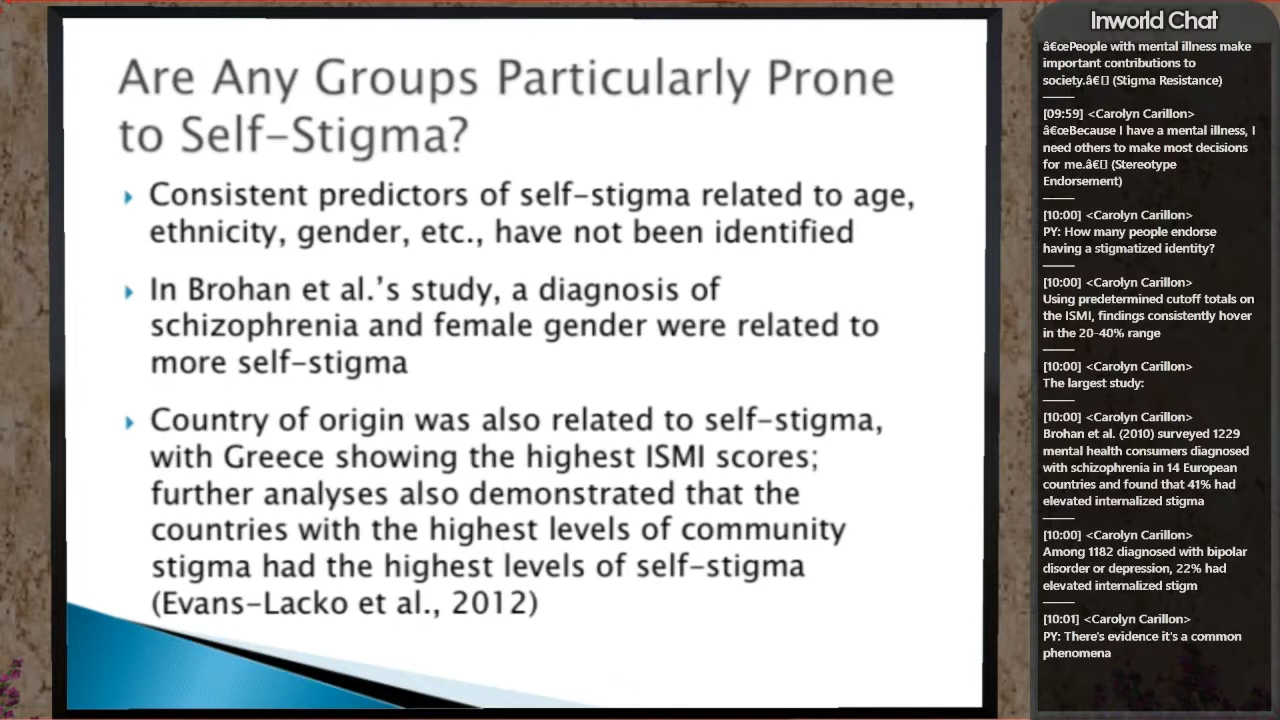 Are Any Groups Particularly Prone
to Self-Stigma?
Consistent predictors of self-stigma related to age,
ethnicity, gender, etc., have not been identified
In Brohan et al.'s study, a diagnosis of
schizophrenia and female gender were related to
more self-stigma
Country of origin was also related to self-stigma,
with Greece showing the highest ISMI scores;
further analyses also demonstrated that the
countries with the highest levels of community
stigma had the highest levels of self-stigma
(Evans-Lacko et al., 2012)
Inworld Chat
“People with mental illness make
important contributions to
society.†(Stigma Resistance)
[09:59] <Carolyn Carillon>
“Because I have a mental illness, I
need others to make most decisions
for me.†(Stereotype
Endorsement)
[10:00] <Carolyn Carillon>
PY: How many people endorse
having a stigmatized identity?
[10:00] <Carolyn Carillon>
Using predetermined cutoff totals on
the ISMI, findings consistently hover
in the 20-40% range
[10:00] <Carolyn Carillon>
The largest study:
[10:00] <Carolyn Carillon>
Brohan et al. (2010) surveyed 1229
mental health consumers diagnosed
with schizophrenia in 14 European
countries and found that 41% had
elevated internalized stigma
[10:00] <Carolyn Carillon>
Among 1182 diagnosed with bipolar
disorder or depression, 22% had
elevated internalized stigm
[10:01] <Carolyn Carillon>
PY: There's evidence it's a common
phenomena